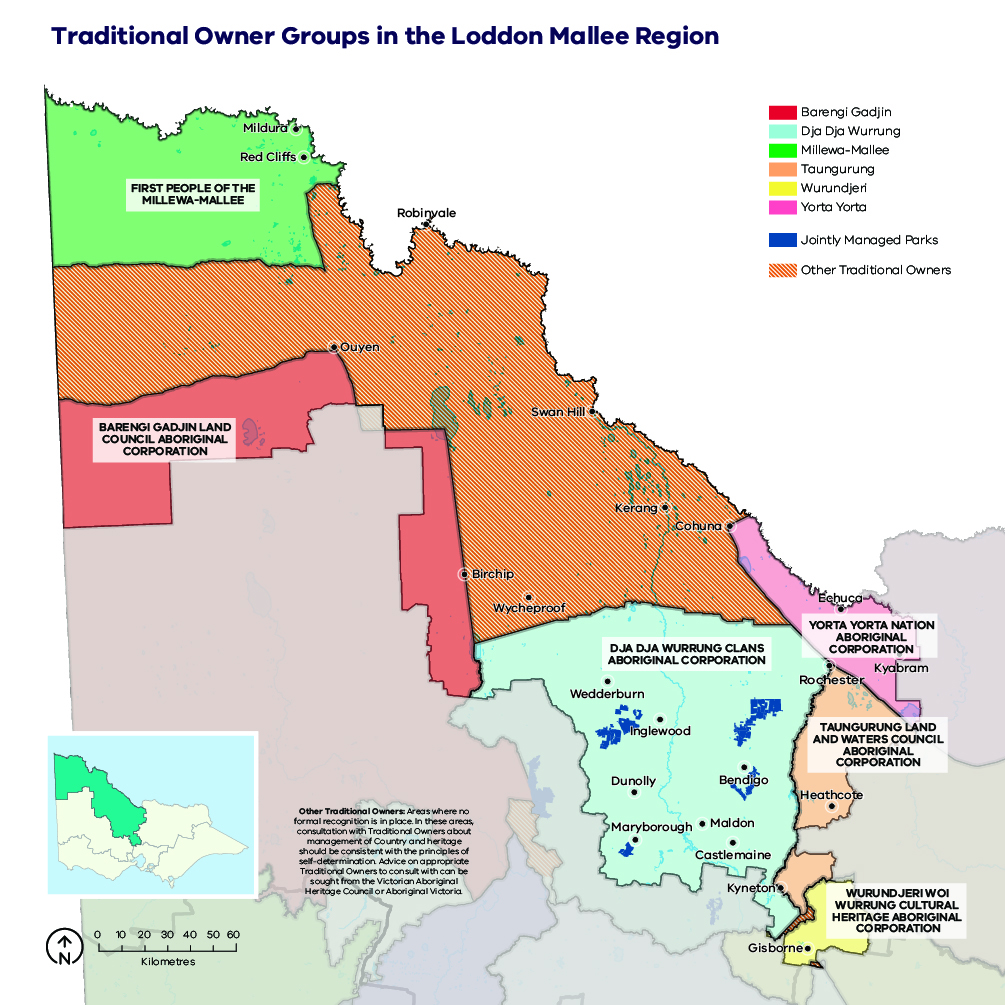 Traditional Owner Groups in the Loddon Mallee Region
Barengi Gadjin
Dja Dja Wurrung
Millewa-Mallee
Taungurung
Wurundjeri
Yorta Yorta
Jointly Managed Parks
Other Traditional Owners
Mildura
Red Cliffs
FIRST PEOPLE OF THE
MILLEWA-MALLEE
Robinvale
Ouyen
Swan Hill
BARENGI GADJIN LAND
COUNCIL ABORIGINAL
CORPORATION
Kerang
Cohuna
Birchip
Wycheproof
Echuca
YORTA YORTA NATION
ABORIGINAL
CORPORATION
Kyabram
DJA DJA WURRUNG CLANS
ABORIGINAL CORPORATION
Rochester
Wedderburn
Inglewood
TAUNGURUNG LAND
AND WATERS COUNCIL
ABORIGINAL
CORPORATION
Dunolly
Bendigo
Heathcote
Maryborough
Maldon
Castlemaine
Kyneton
WURUNDJERI WOI
WURRUNG CULTURAL
HERITAGE ABORIGINAL
CORPORATION
Gisborne
Other Traditional Owners: Areas where no
formal recognition is in place. In these areas,
consultation with Traditional Owners about
management of Country and heritage
should be consistent with the principles of
self-determination. Advice on appropriate
Traditional Owners to consult with can be
sought from the Victorian Aboriginal
Heritage Council or Aboriginal Victoria.
N
0 10 20 30 40 50 60
Kilometres